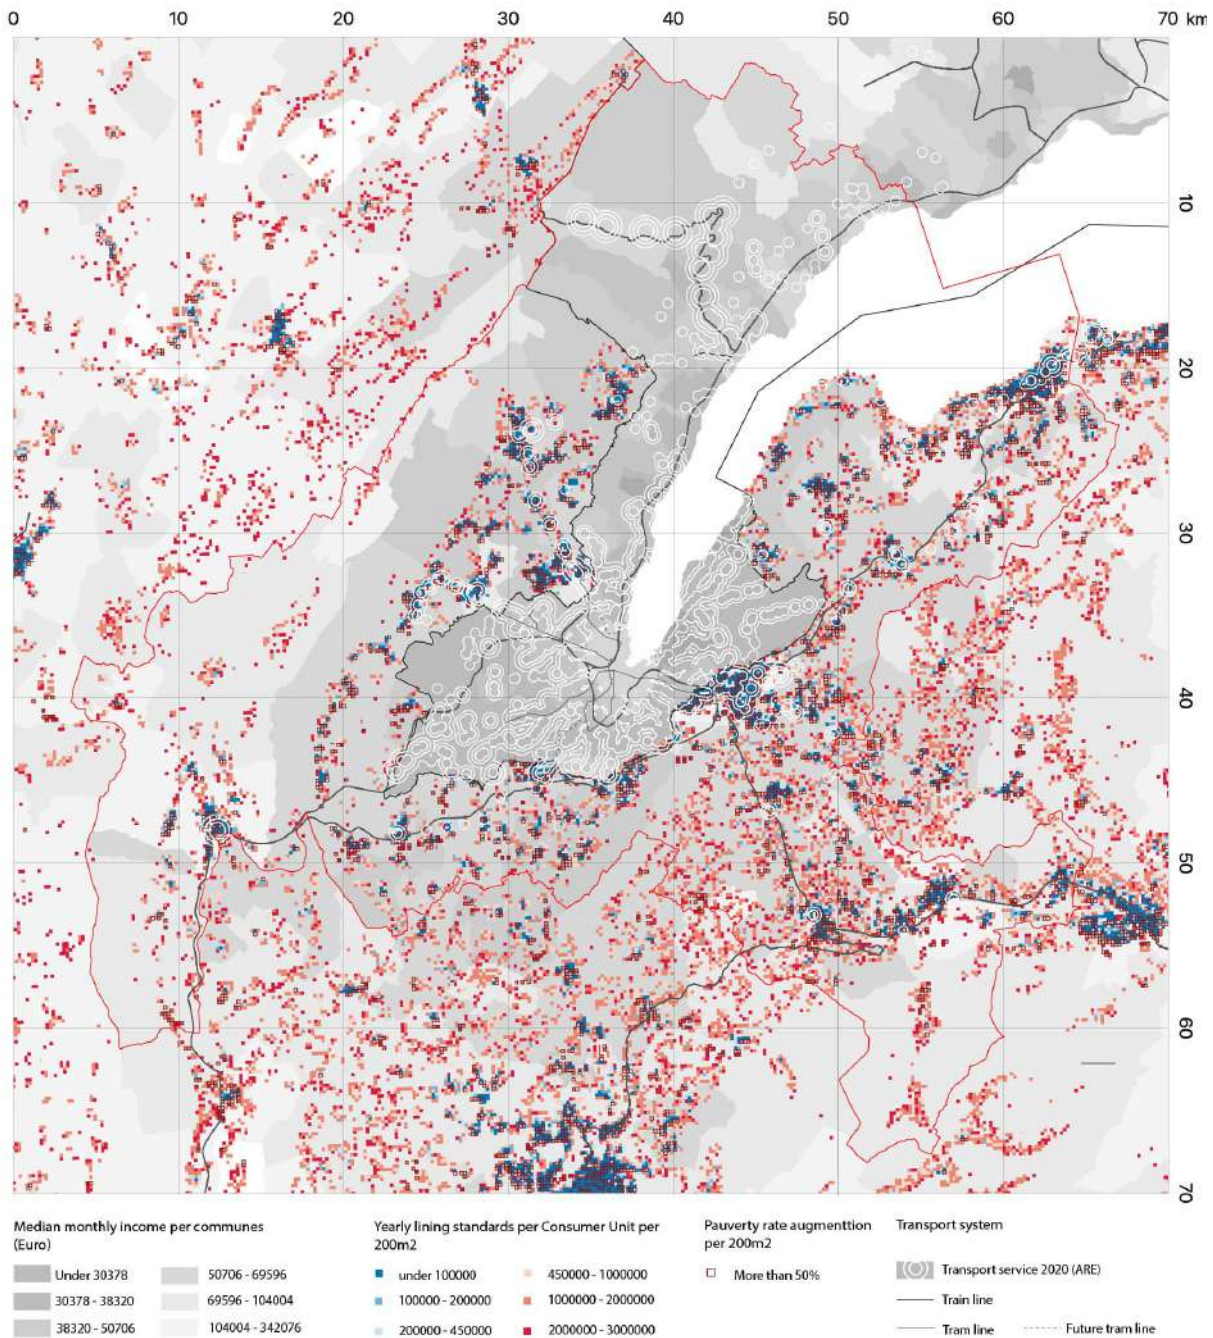 0 10 20 30 40 50 60 70 km
10
20
30
40
50
60
70
Median monthly income per communes
(Euro)
Under 30378
30378 - 38320
38320 - 50706
50706 - 69596
69596 - 104004
104004 - 342076
Yearly lining standards per Consumer Unit per
200m2
under 100000
100000 - 200000
200000 - 450000
450000 - 1000000
1000000 - 2000000
2000000 - 3000000
Pauverty rate augmenttion
per 200m2
More than 50%
Transport system
Transport service 2020 (ARE)
Train line
Tram line
Future tram line